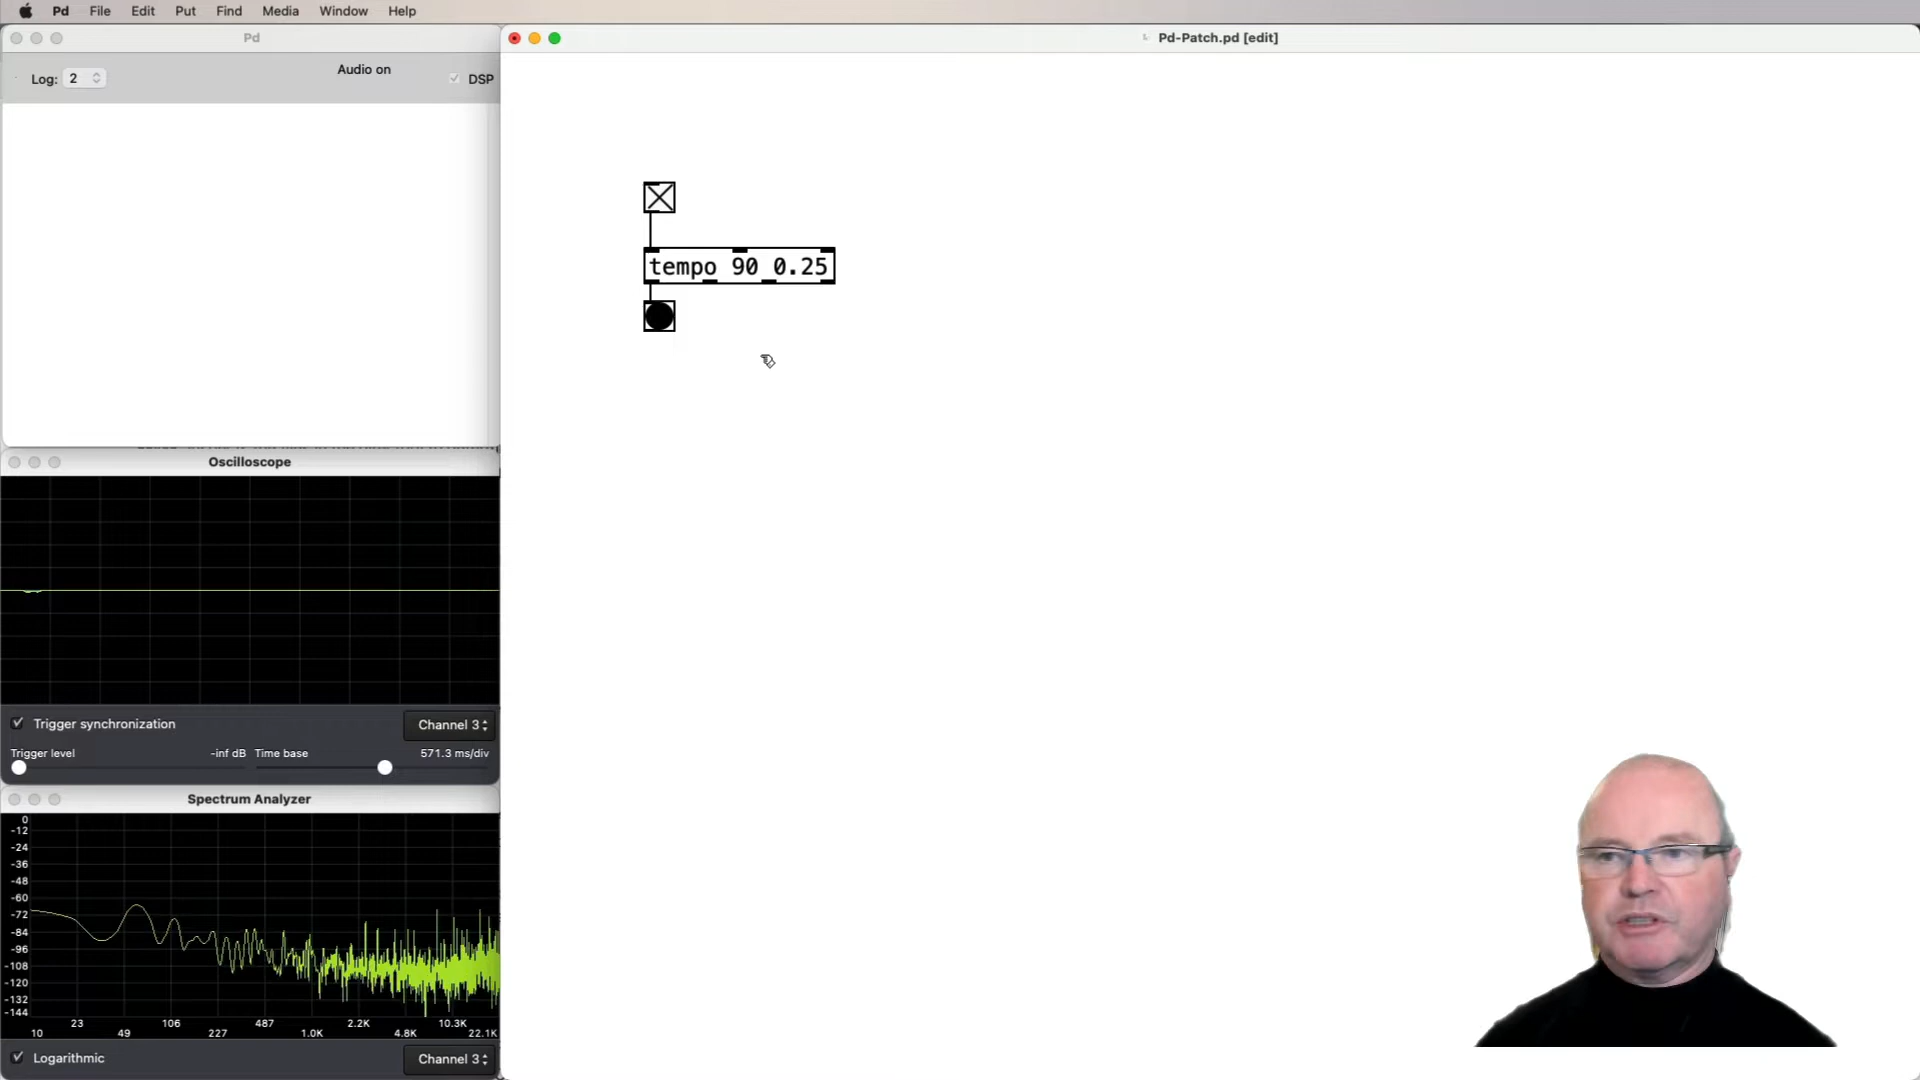 Pd File Edit Put Find Media Window Help
Pd
Log: 2
Audio on
DSP
Pd-Patch.pd [edit]
tempo 90 0.25
Oscilloscope
Trigger synchronization
Channel 3
Trigger level
-inf dB
Time base
571.3 ms/div
Spectrum Analyzer
0
-12
-24
-36
-48
-60
-72
-84
-96
-108
-120
-132
-144
23 106 487 2.2K 10.3K
10 49 227 1.0K 4.8K 22.1K
Logarithmic
Channel 3